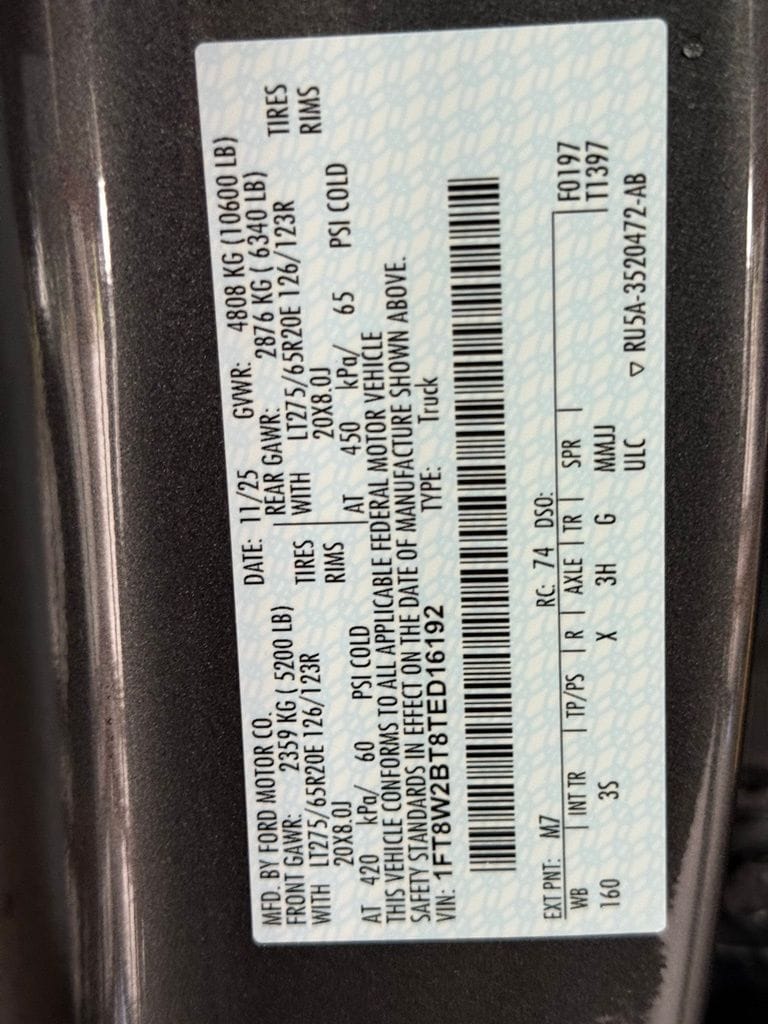 MFD. BY FORD MOTOR CO.
DATE: 11/25 GVWR: 4808 KG (10600 LB)
FRONT GAWR: 2359 KG ( 5200 LB) REAR GAWR: 2876 KG ( 6340 LB)
WITH LT275/65R20E 126/123R TIRES WITH LT275/65R20E 126/123R TIRES
20X8.0J RIMS 20X8.0J RIMS
AT 420 kPa/ 60 PSI COLD AT 450 kPa/ 65 PSI COLD
THIS VEHICLE CONFORMS TO ALL APPLICABLE FEDERAL MOTOR VEHICLE
SAFETY STANDARDS IN EFFECT ON THE DATE OF MANUFACTURE SHOWN ABOVE.
VIN: 1FT8W2BT8TED16192 TYPE: Truck
EXT PNT: M7 RC: 74 DSO: F0197
WB INT TR TP/PS R AXLE TR SPR T1397
160 3S X 3H G MMJJ
ULC ▽ RU5A-3520472-AB